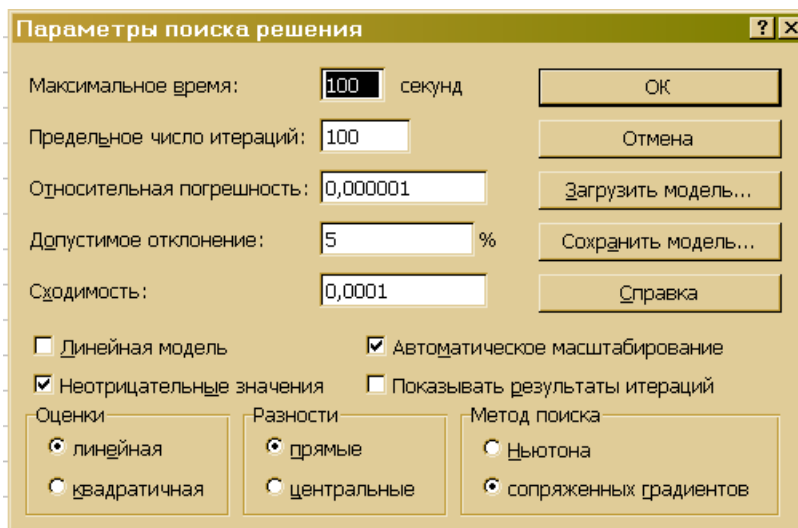 Параметры поиска решения
Максимальное время: 100 секунд
ОК
Предельное число итераций: 100
Отмена
Относительная погрешность: 0,000001
Загрузить модель...
Допустимое отклонение: 5 %
Сохранить модель...
Сходимость: 0,0001
Справка
Линейная модель
Автоматическое масштабирование
Неотрицательные значения
Показывать результаты итераций
Оценки
линейная
квадратичная
Разности
прямые
центральные
Метод поиска
Ньютона
сопряженных градиентов